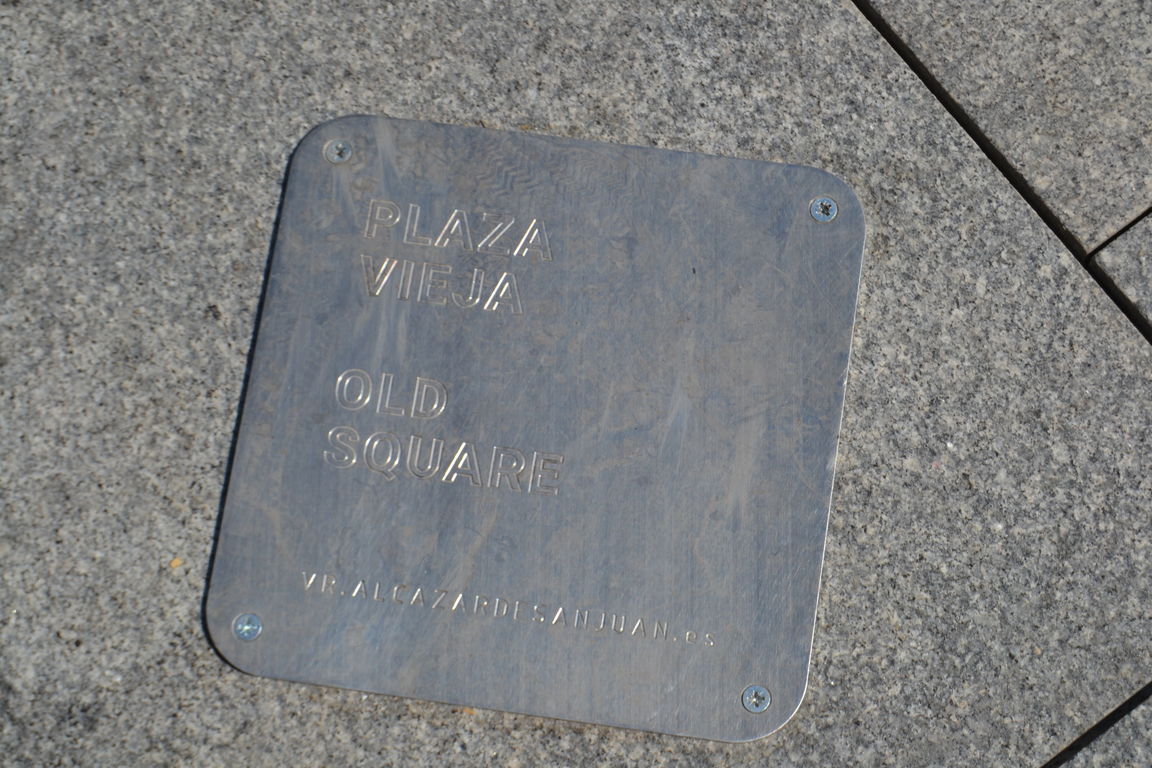 PLAZA
VIEJA
OLD
SQUARE
VR.ALCAZARDESANJUAN.es